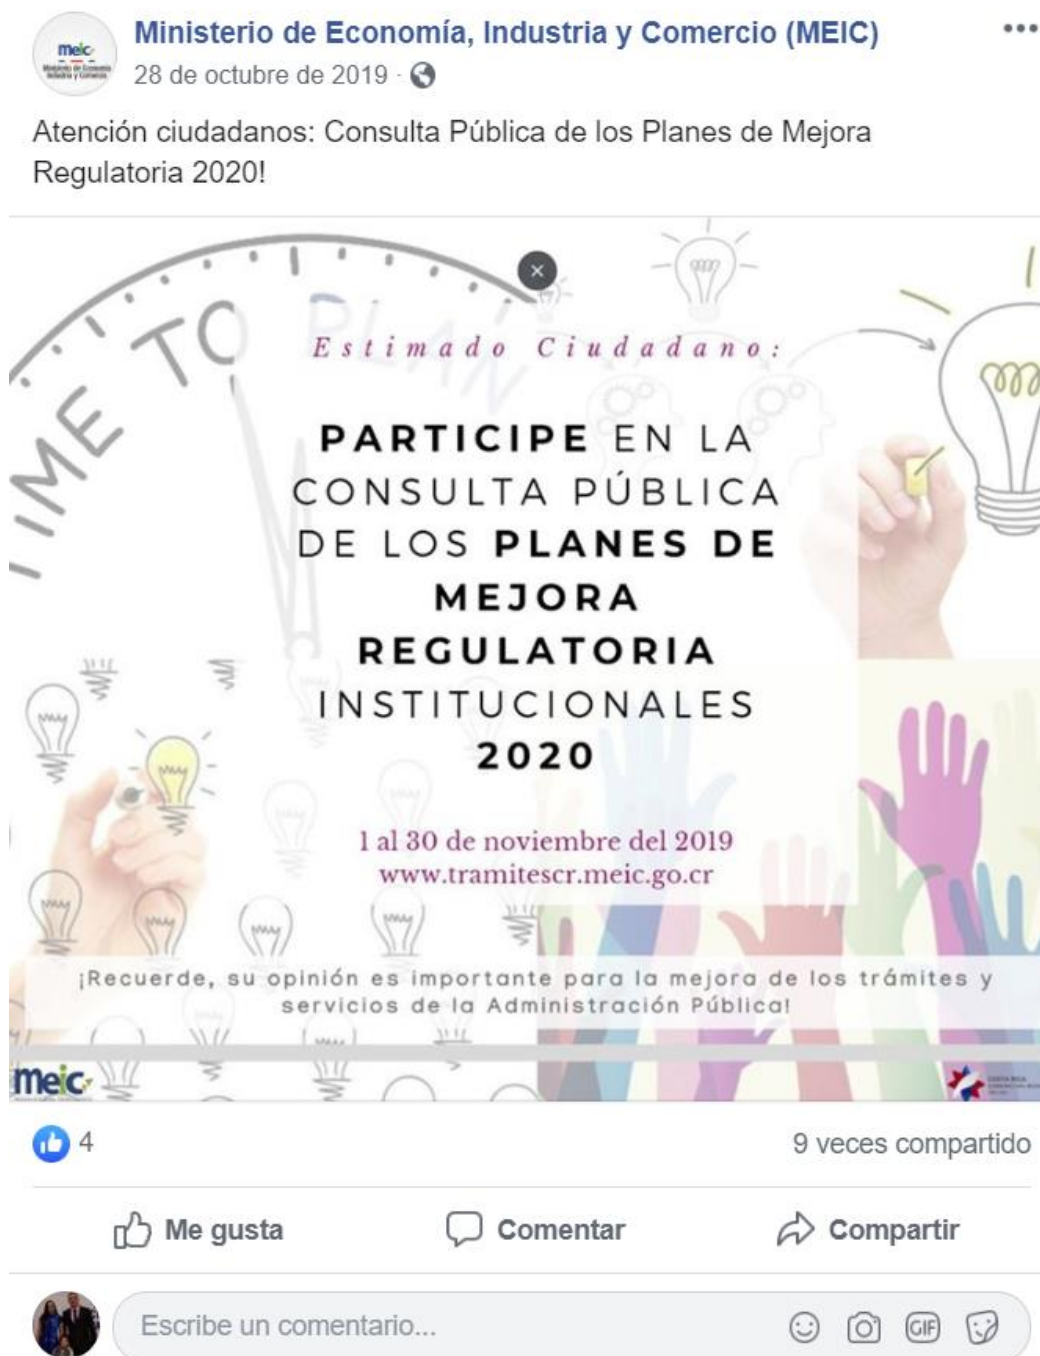 Ministerio de Economía, Industria y Comercio (MEIC)
28 de octubre de 2019 ·
Atención ciudadanos: Consulta Pública de los Planes de Mejora
Regulatoria 2020!
TIME TO PLAN
Estimado Ciudadano:
PARTICIPE EN LA
CONSULTA PÚBLICA
DE LOS PLANES DE
MEJORA
REGULATORIA
INSTITUCIONALES
2020
1 al 30 de noviembre del 2019
www.tramitescr.meic.go.cr
¡Recuerde, su opinión es importante para la mejora de los trámites y
servicios de la Administración Pública!
meic
COSTA RICA
4
9 veces compartido
Me gusta
Comentar
Compartir
Escribe un comentario...
GIF